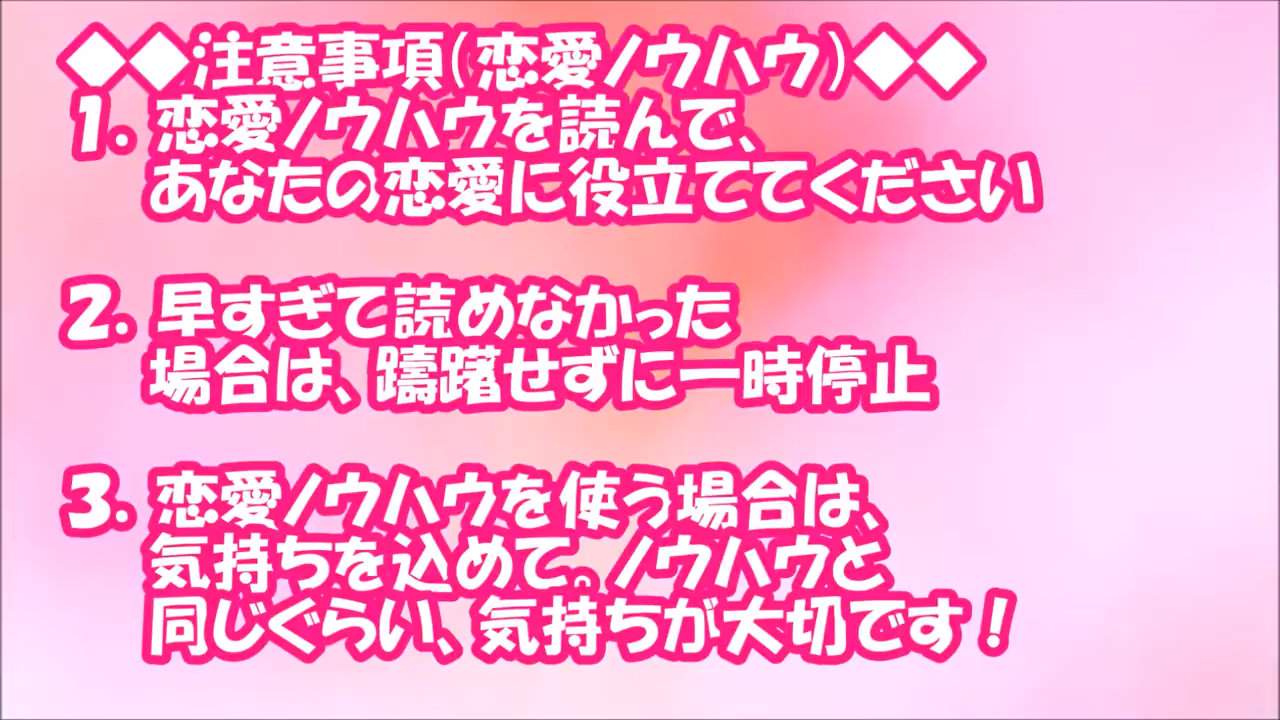 ◆◆注意事項(恋愛ノウハウ)◆◆
1. 恋愛ノウハウを読んで、
あなたの恋愛に役立ててください
2. 早すぎて読めなかった
場合は、躊躇せずに一時停止
3. 恋愛ノウハウを使う場合は、
気持ちを込めて。ノウハウと
同じぐらい、気持ちが大切です！